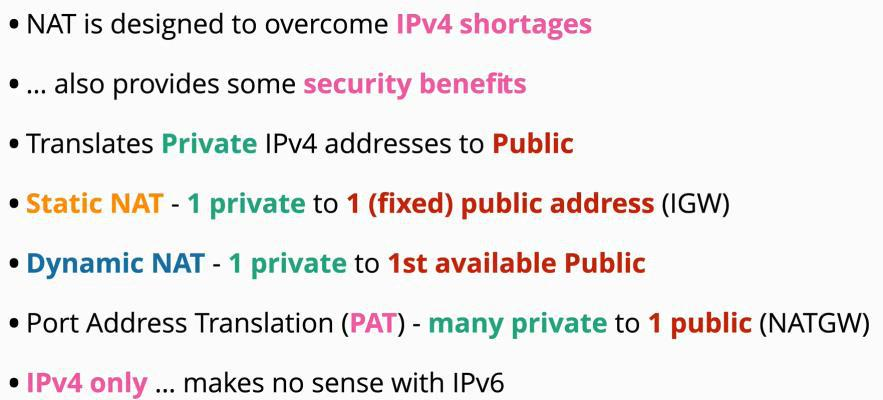 • NAT is designed to overcome IPv4 shortages
• ... also provides some security benefits
• Translates Private IPv4 addresses to Public
• Static NAT - 1 private to 1 (fixed) public address (IGW)
• Dynamic NAT - 1 private to 1st available Public
• Port Address Translation (PAT) - many private to 1 public (NATGW)
• IPv4 only ... makes no sense with IPv6